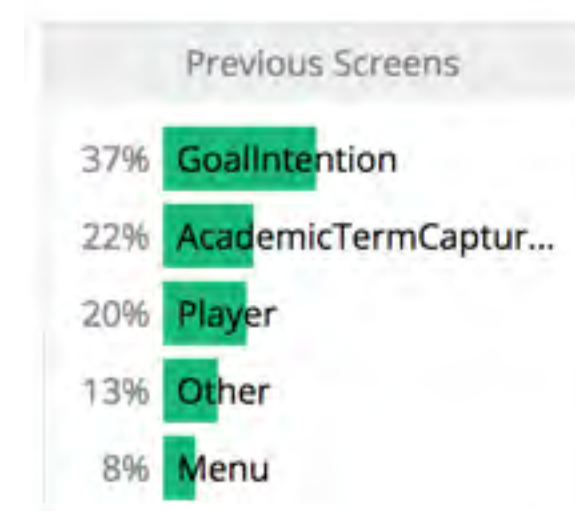 Previous Screens
37% GoalIntention
22% AcademicTermCaptur...
20% Player
13% Other
8% Menu